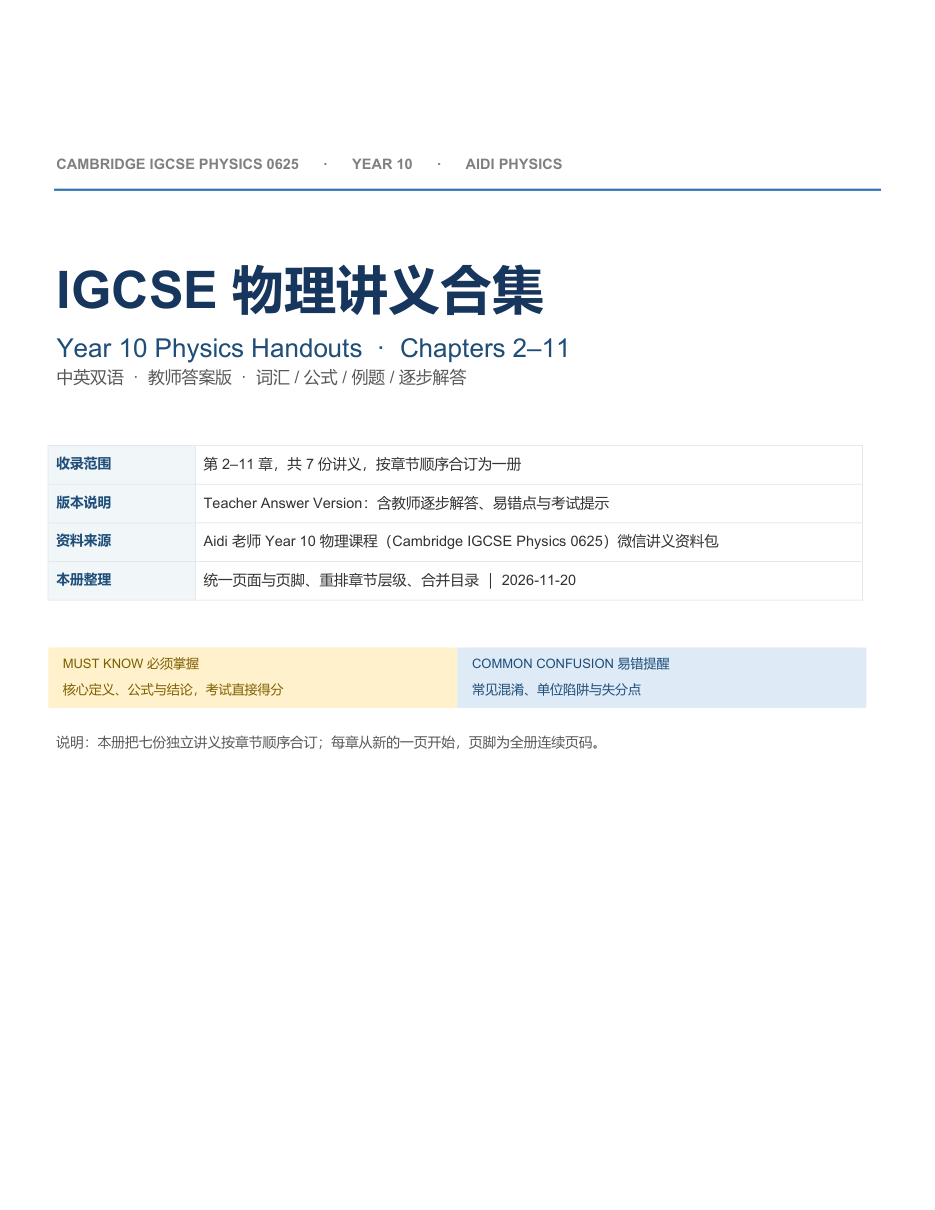 CAMBRIDGE IGCSE PHYSICS 0625 · YEAR 10 · AIDI PHYSICS
IGCSE 物理讲义合集
Year 10 Physics Handouts · Chapters 2–11
中英双语 · 教师答案版 · 词汇 / 公式 / 例题 / 逐步解答
收录范围 第 2–11 章，共 7 份讲义，按章节顺序合订为一册
版本说明 Teacher Answer Version：含教师逐步解答、易错点与考试提示
资料来源 Aidi 老师 Year 10 物理课程（Cambridge IGCSE Physics 0625）微信讲义资料包
本册整理 统一页面与页脚、重排章节层级、合并目录 ｜ 2026-11-20
MUST KNOW 必须掌握
核心定义、公式与结论，考试直接得分
COMMON CONFUSION 易错提醒
常见混淆、单位陷阱与失分点
说明：本册把七份独立讲义按章节顺序合订；每章从新的一页开始，页脚为全册连续页码。